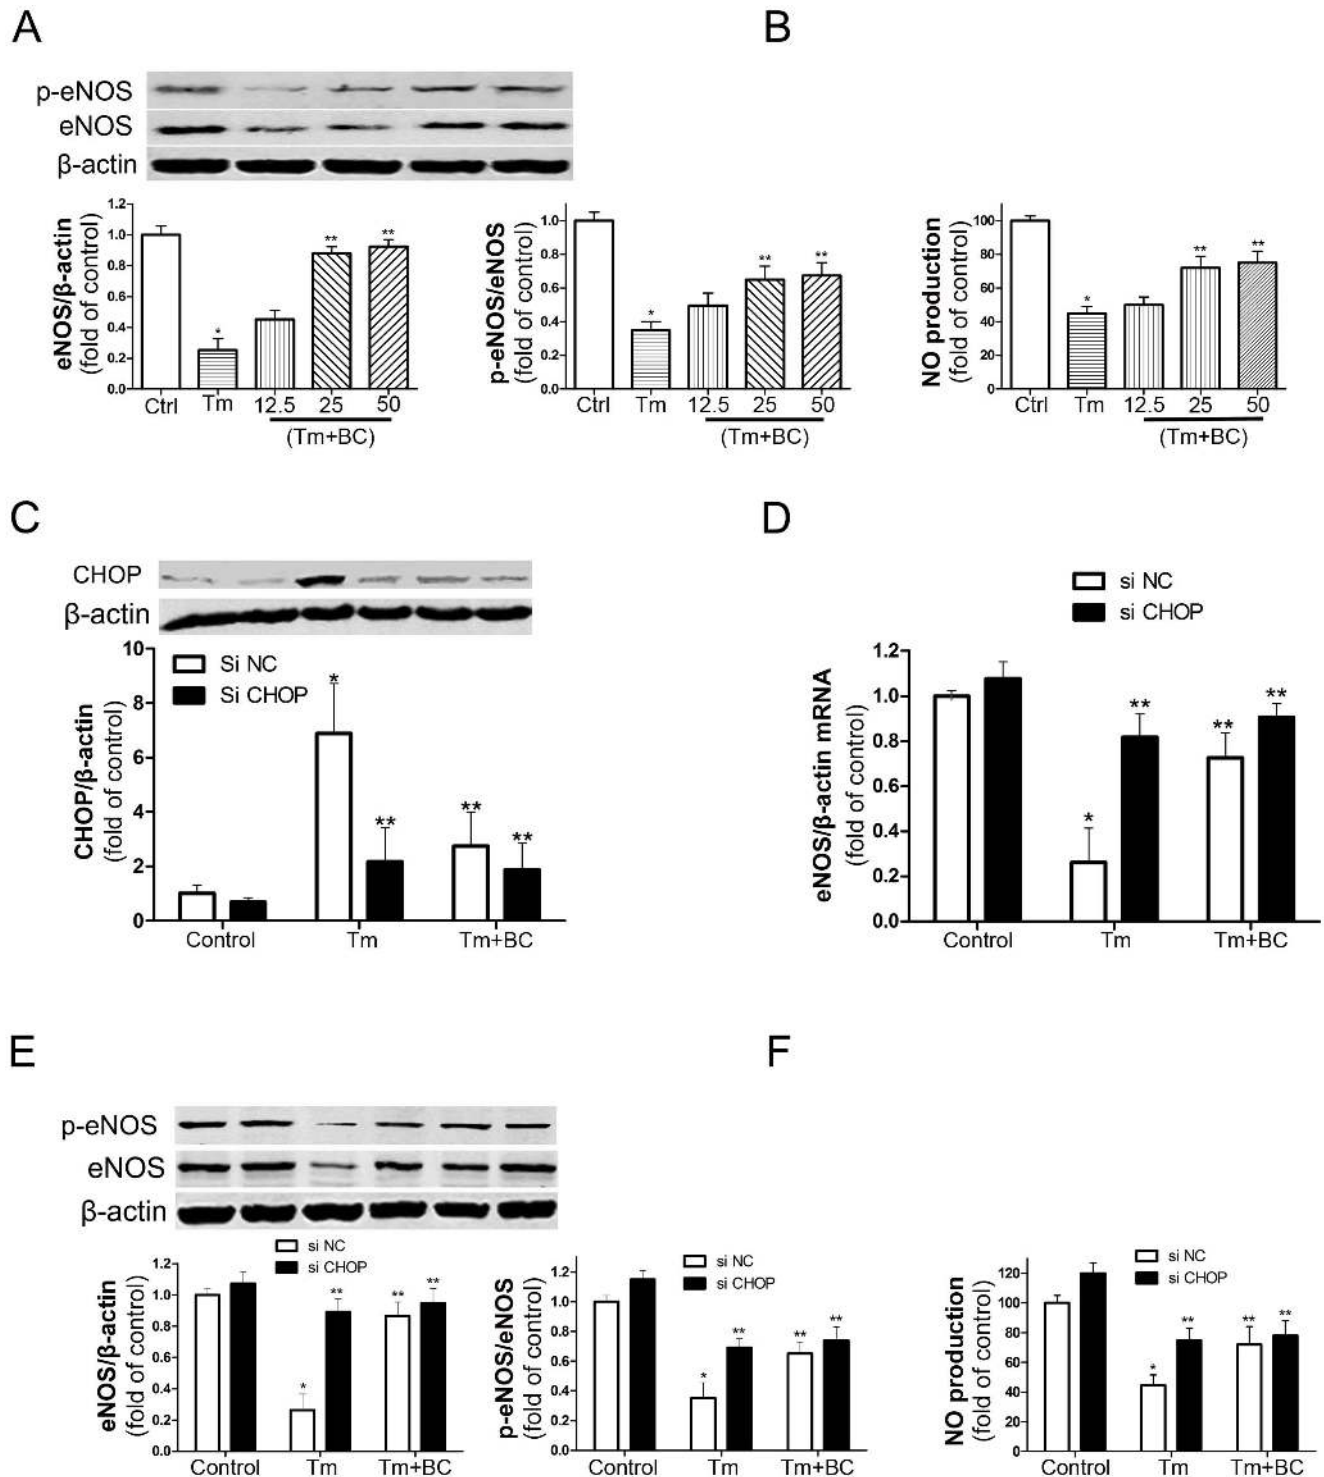 A
B
p-eNOS
eNOS
β-actin
eNOS/β-actin
(fold of control)
1.2
1.0
0.8
0.6
0.4
0.2
0.0
*
**
**
Ctrl Tm 12.5 25 50
(Tm+BC)
p-eNOS/eNOS
(fold of control)
1.0
0.8
0.6
0.4
0.2
0.0
*
**
**
Ctrl Tm 12.5 25 50
(Tm+BC)
NO production
(fold of control)
100
80
60
40
20
0
*
**
**
Ctrl Tm 12.5 25 50
(Tm+BC)
C
D
CHOP
β-actin
Si NC
Si CHOP
CHOP/β-actin
(fold of control)
10
8
6
4
2
0
*
**
**
**
Control Tm Tm+BC
si NC
si CHOP
eNOS/β-actin mRNA
(fold of control)
1.2
1.0
0.8
0.6
0.4
0.2
0.0
*
**
**
**
Control Tm Tm+BC
E
F
p-eNOS
eNOS
β-actin
si NC
si CHOP
eNOS/β-actin
(fold of control)
1.2
1.0
0.8
0.6
0.4
0.2
0.0
*
**
**
**
Control Tm Tm+BC
si NC
si CHOP
p-eNOS/eNOS
(fold of control)
1.2
1.0
0.8
0.6
0.4
0.2
0.0
*
**
**
**
Control Tm Tm+BC
si NC
si CHOP
NO production
(fold of control)
120
100
80
60
40
20
0
*
**
**
**
Control Tm Tm+BC